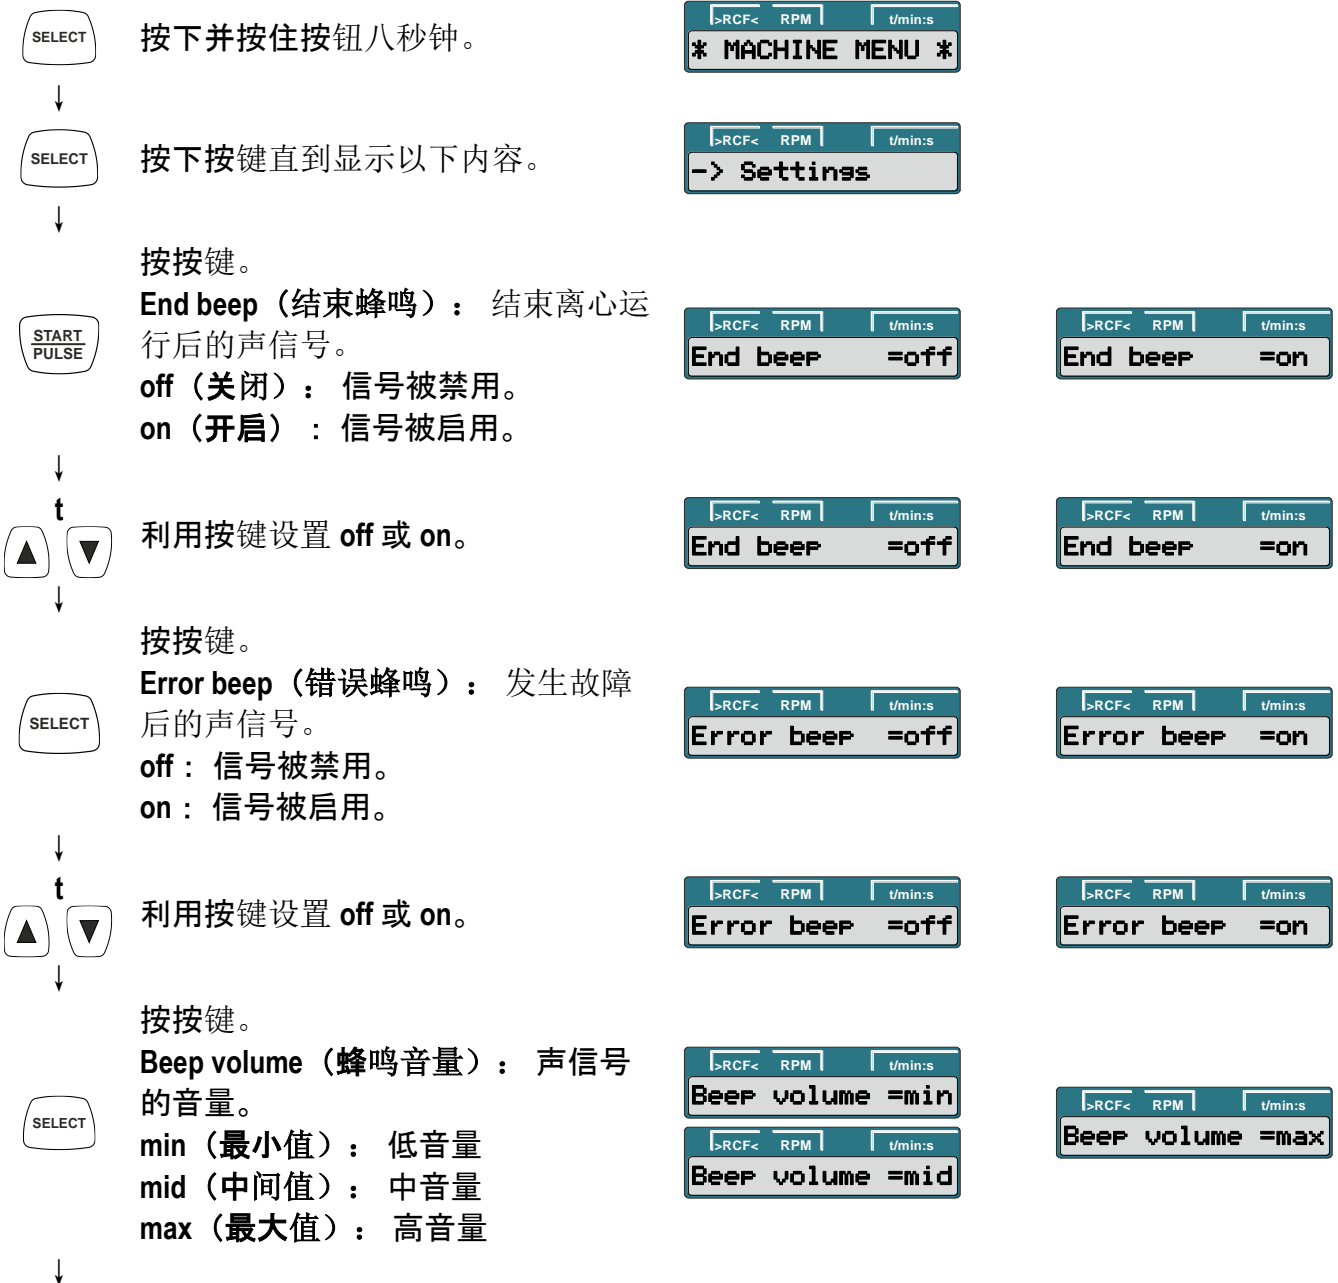 SELECT
按下并按住按钮八秒钟。
>RCF< RPM t/min:s
* MACHINE MENU *
↓
SELECT
按下按键直到显示以下内容。
>RCF< RPM t/min:s
-> Settings
↓
START
PULSE
按按键。
End beep（结束蜂鸣）： 结束离心运
行后的声信号。
off（关闭）： 信号被禁用。
on（开启）： 信号被启用。
>RCF< RPM t/min:s
End beep =off
>RCF< RPM t/min:s
End beep =on
↓
t
▲ ▼
利用按键设置 off 或 on。
>RCF< RPM t/min:s
End beep =off
>RCF< RPM t/min:s
End beep =on
↓
SELECT
按按键。
Error beep（错误蜂鸣）： 发生故障
后的声信号。
off： 信号被禁用。
on： 信号被启用。
>RCF< RPM t/min:s
Error beep =off
>RCF< RPM t/min:s
Error beep =on
↓
t
▲ ▼
利用按键设置 off 或 on。
>RCF< RPM t/min:s
Error beep =off
>RCF< RPM t/min:s
Error beep =on
↓
SELECT
按按键。
Beep volume（蜂鸣音量）： 声信号
的音量。
min（最小值）： 低音量
mid（中间值）： 中音量
max（最大值）： 高音量
>RCF< RPM t/min:s
Beep volume =min
>RCF< RPM t/min:s
Beep volume =mid
>RCF< RPM t/min:s
Beep volume =max
↓